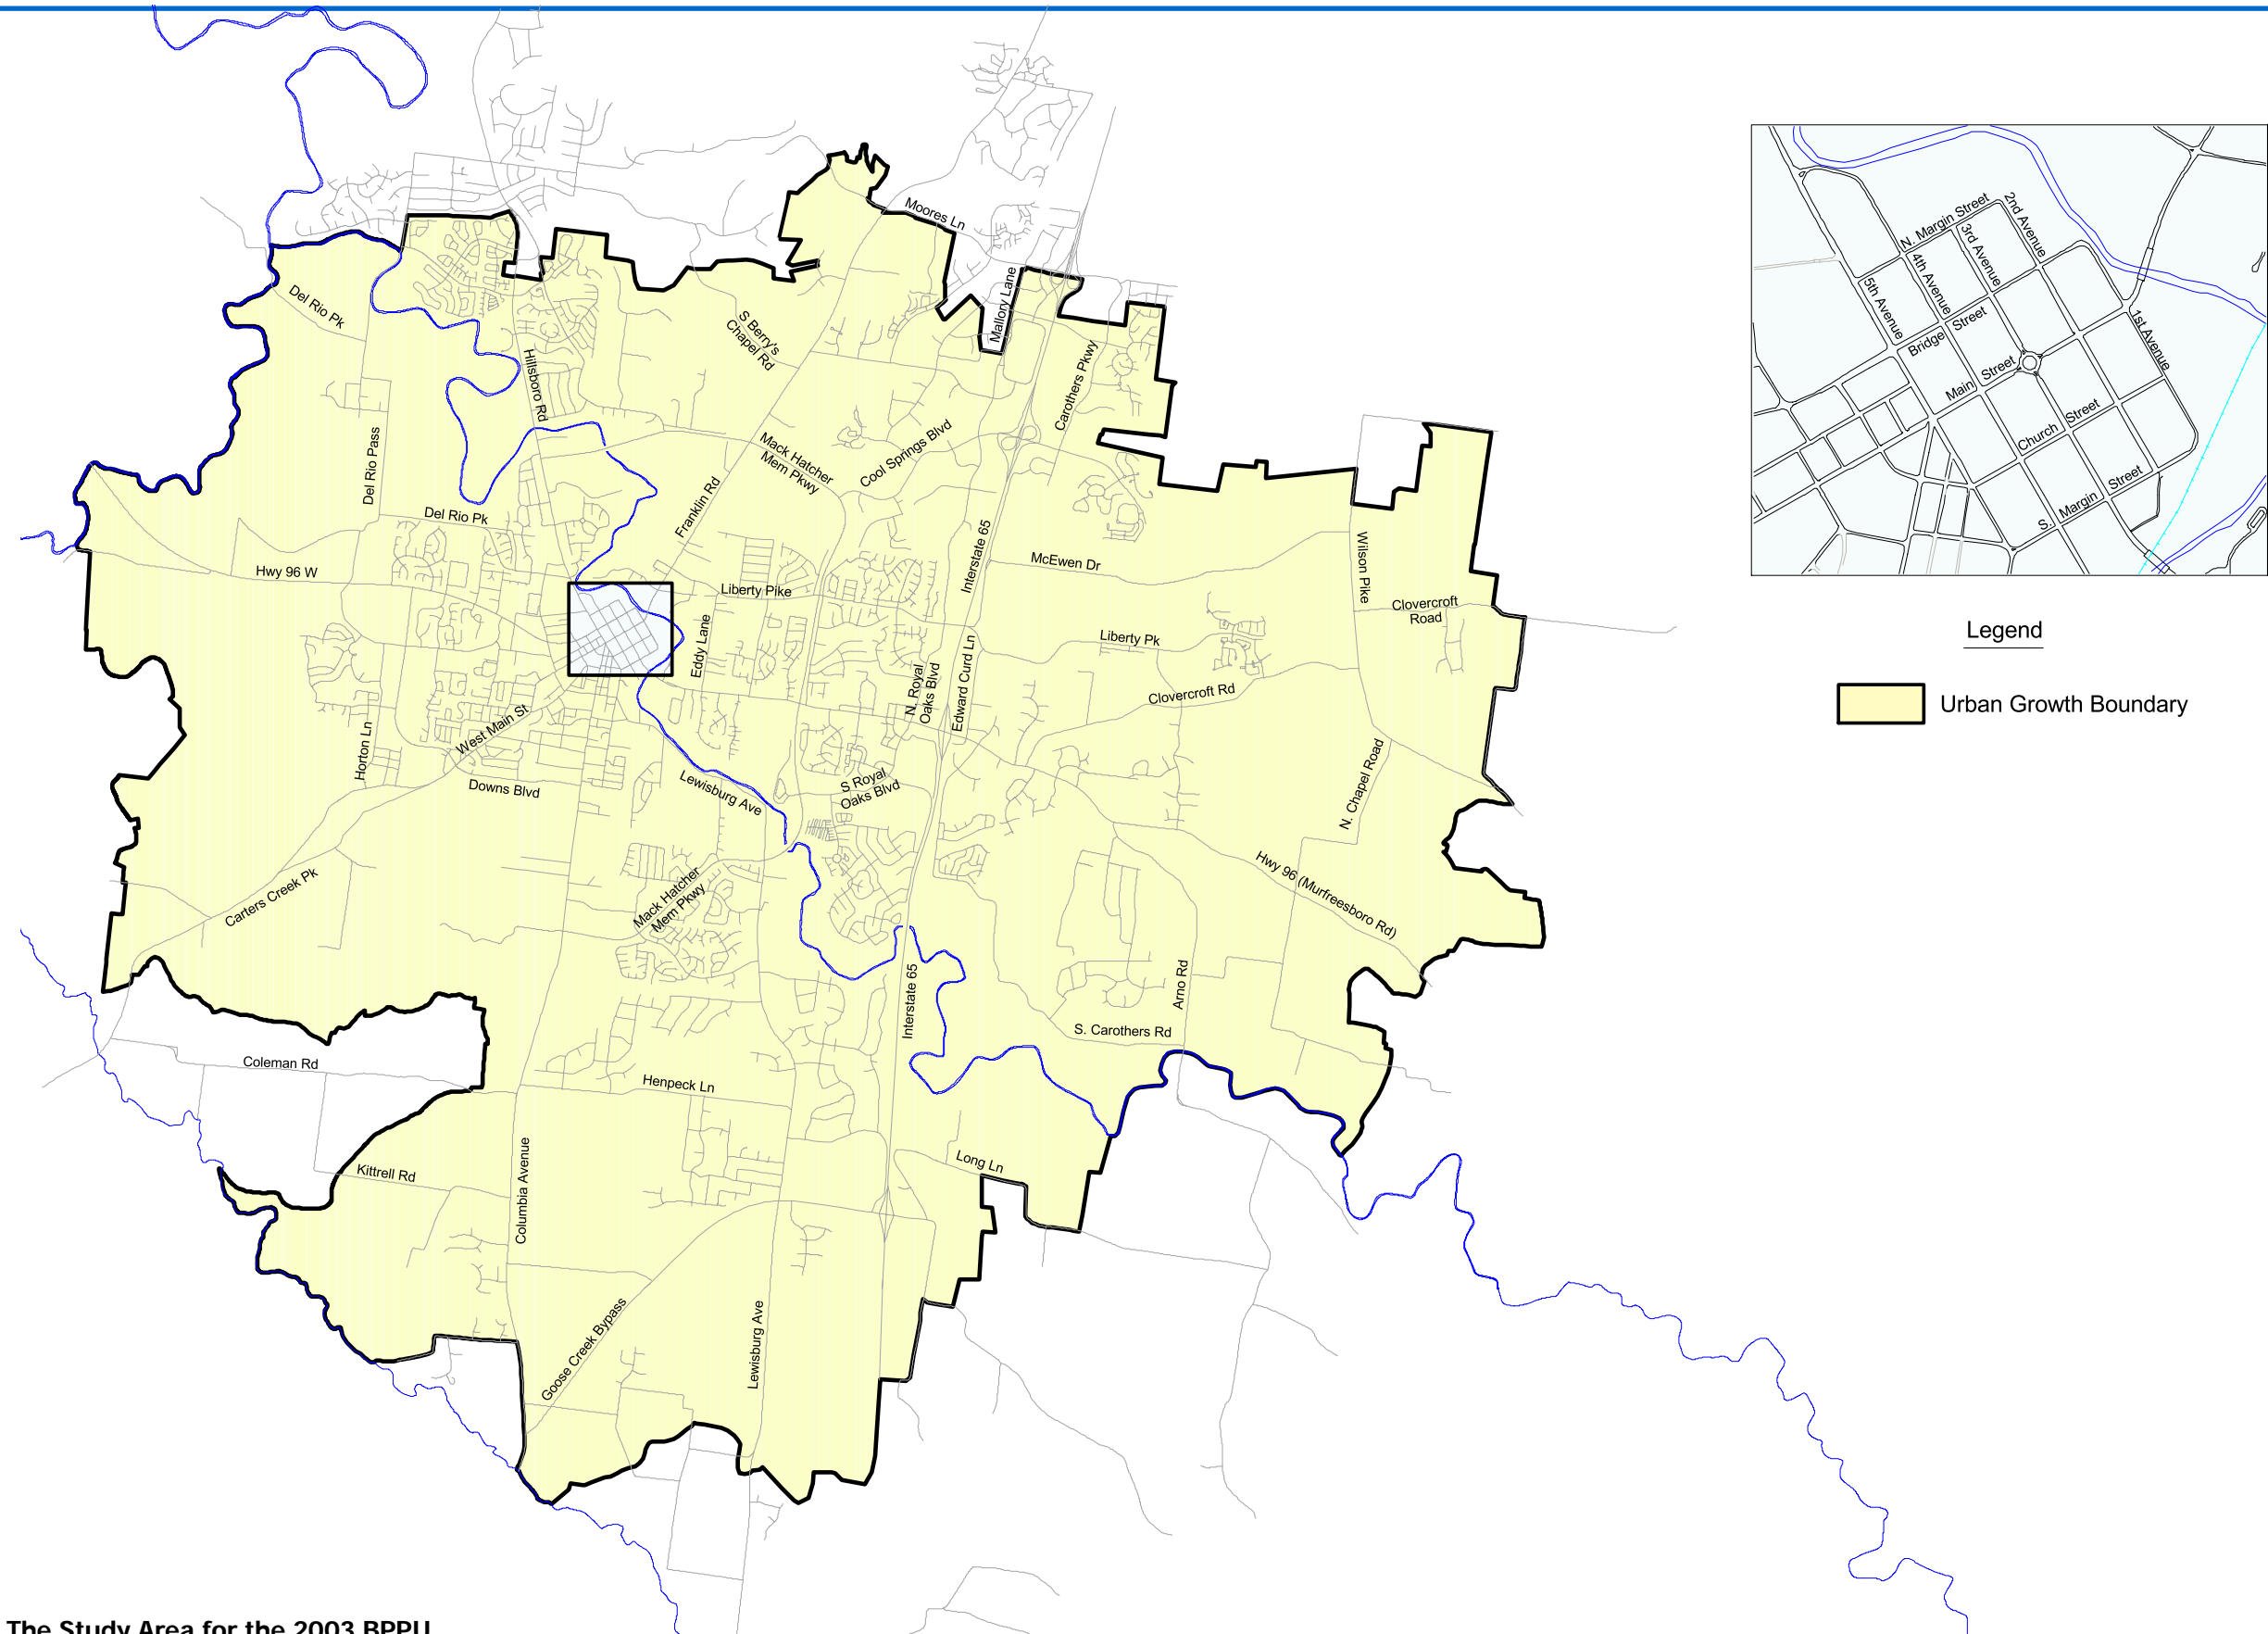 Moores Ln
Mallory Lane
Del Rio Pk
S Berry's
Chapel Rd
Hillsboro Rd
Carothers Pkwy
Mack Hatcher
Mem Pkwy
Cool Springs Blvd
Del Rio Pass
Franklin Rd
Del Rio Pk
Interstate 65
McEwen Dr
Wilson Pike
Hwy 96 W
Liberty Pike
Clovercroft
Road
Eddy Lane
Liberty Pk
N. Royal
Oaks Blvd
Edward Curd Ln
Clovercroft Rd
West Main St
Horton Ln
Downs Blvd
Lewisburg Ave
S Royal
Oaks Blvd
N. Chapel Road
Hwy 96 (Murfreesboro Rd)
Carters Creek Pk
Mack Hatcher
Mem Pkwy
Interstate 65
Arno Rd
S. Carothers Rd
Coleman Rd
Henpeck Ln
Kittrell Rd
Columbia Avenue
Long Ln
Goose Creek Bypass
Lewisburg Ave
N. Margin Street
2nd Avenue
3rd Avenue
4th Avenue
5th Avenue
Bridge Street
1st Avenue
Main Street
Church Street
S. Margin Street
Legend
Urban Growth Boundary
The Study Area for the 2003 BPPU